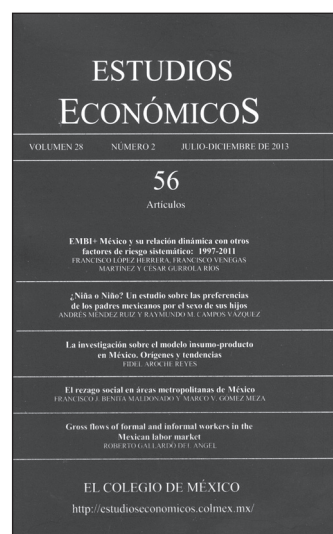 ESTUDIOS
ECONÓMICOS
VOLUMEN 28 NÚMERO 2 JULIO-DICIEMBRE DE 2013
56
Artículos
EMBI+ México y su relación dinámica con otros
factores de riesgo sistemático: 1997-2011
FRANCISCO LÓPEZ HERRERA, FRANCISCO VENEGAS
MARTÍNEZ Y CÉSAR GURROLA RÍOS
¿Niña o Niño? Un estudio sobre las preferencias
de los padres mexicanos por el sexo de sus hijos
ANDRÉS MÉNDEZ RUIZ Y RAYMUNDO M. CAMPOS VÁZQUEZ
La investigación sobre el modelo insumo-producto
en México. Orígenes y tendencias
FIDEL AROCHE REYES
El rezago social en áreas metropolitanas de México
FRANCISCO J. BENITA MALDONADO Y MARCO V. GÓMEZ MEZA
Gross flows of formal and informal workers in the
Mexican labor market
ROBERTO GALLARDO DEL ANGEL
EL COLEGIO DE MÉXICO
http://estudioseconomicos.colmex.mx/